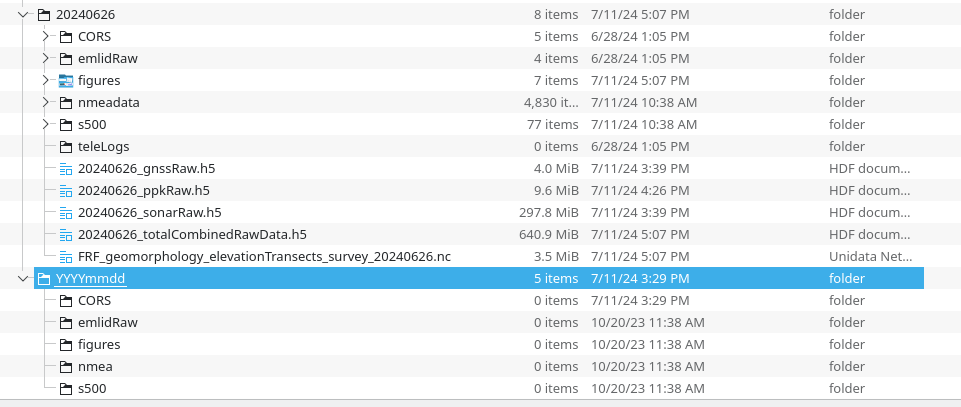 20240626 8 items 7/11/24 5:07 PM folder
CORS 5 items 6/28/24 1:05 PM folder
emlidRaw 4 items 6/28/24 1:05 PM folder
figures 7 items 7/11/24 5:07 PM folder
nmeadata 4,830 it... 7/11/24 10:38 AM folder
s500 77 items 7/11/24 10:38 AM folder
teleLogs 0 items 6/28/24 1:05 PM folder
20240626_gnssRaw.h5 4.0 MiB 7/11/24 3:39 PM HDF docum...
20240626_ppkRaw.h5 9.6 MiB 7/11/24 4:26 PM HDF docum...
20240626_sonarRaw.h5 297.8 MiB 7/11/24 3:39 PM HDF docum...
20240626_totalCombinedRawData.h5 640.9 MiB 7/11/24 5:07 PM HDF docum...
FRF_geomorphology_elevationTransects_survey_20240626.nc 3.5 MiB 7/11/24 5:07 PM Unidata Net...
YYYYmmdd 5 items 7/11/24 3:29 PM folder
CORS 0 items 7/11/24 3:29 PM folder
emlidRaw 0 items 10/20/23 11:38 AM folder
figures 0 items 10/20/23 11:38 AM folder
nmea 0 items 10/20/23 11:38 AM folder
s500 0 items 10/20/23 11:38 AM folder